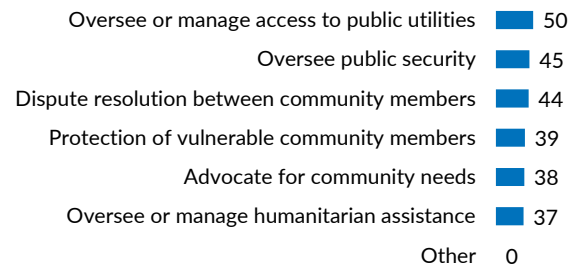 Oversee or manage access to public utilities 50
Oversee public security 45
Dispute resolution between community members 44
Protection of vulnerable community members 39
Advocate for community needs 38
Oversee or manage humanitarian assistance 37
Other 0